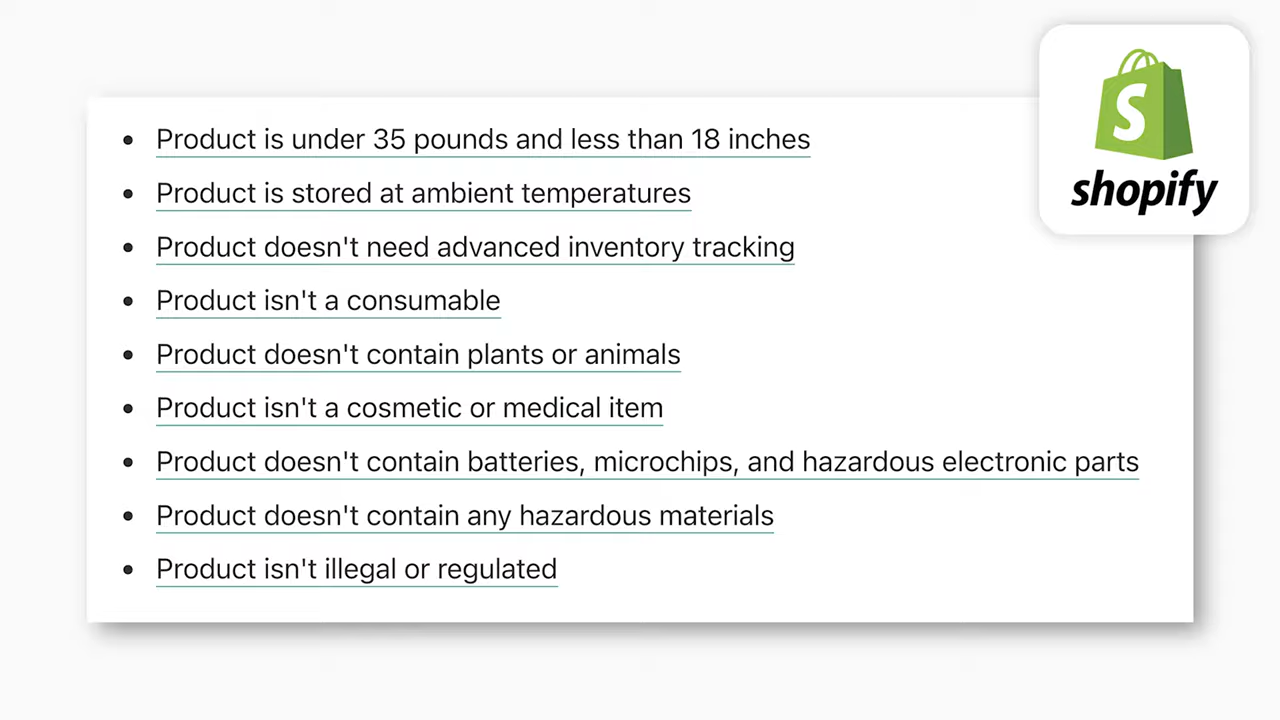 S
shopify
• Product is under 35 pounds and less than 18 inches
• Product is stored at ambient temperatures
• Product doesn't need advanced inventory tracking
• Product isn't a consumable
• Product doesn't contain plants or animals
• Product isn't a cosmetic or medical item
• Product doesn't contain batteries, microchips, and hazardous electronic parts
• Product doesn't contain any hazardous materials
• Product isn't illegal or regulated